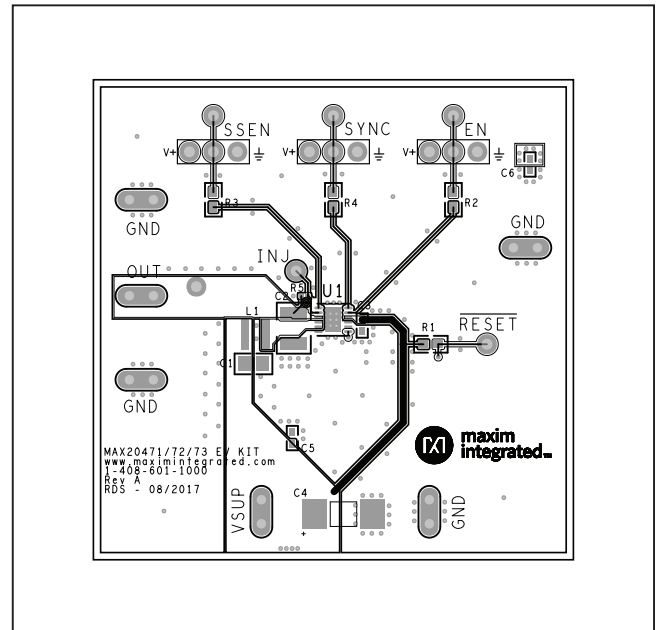 SSEN
SYNC
EN
V+
V+
V+
C6
R3
R4
R2
GND
GND
INJ
OUT
R5
U1
C2
C3
L1
RESET
R1
C1
GND
maxim
integrated™
C5
MAX20471/72/73 EV KIT
www.maximintegrated.com
1-408-601-1000
Rev A
RDS - 08/2017
VSUP
C4
+
GND